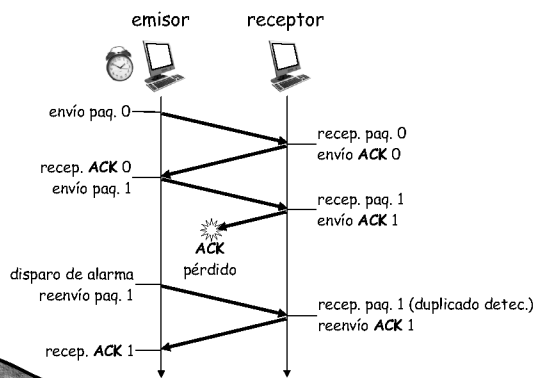 emisor
receptor
envío paq. 0
recep. paq. 0
envío ACK 0
recep. ACK 0
envío paq. 1
recep. paq. 1
envío ACK 1
ACK
pérdido
disparo de alarma
reenvío paq. 1
recep. paq. 1 (duplicado detec.)
reenvío ACK 1
recep. ACK 1